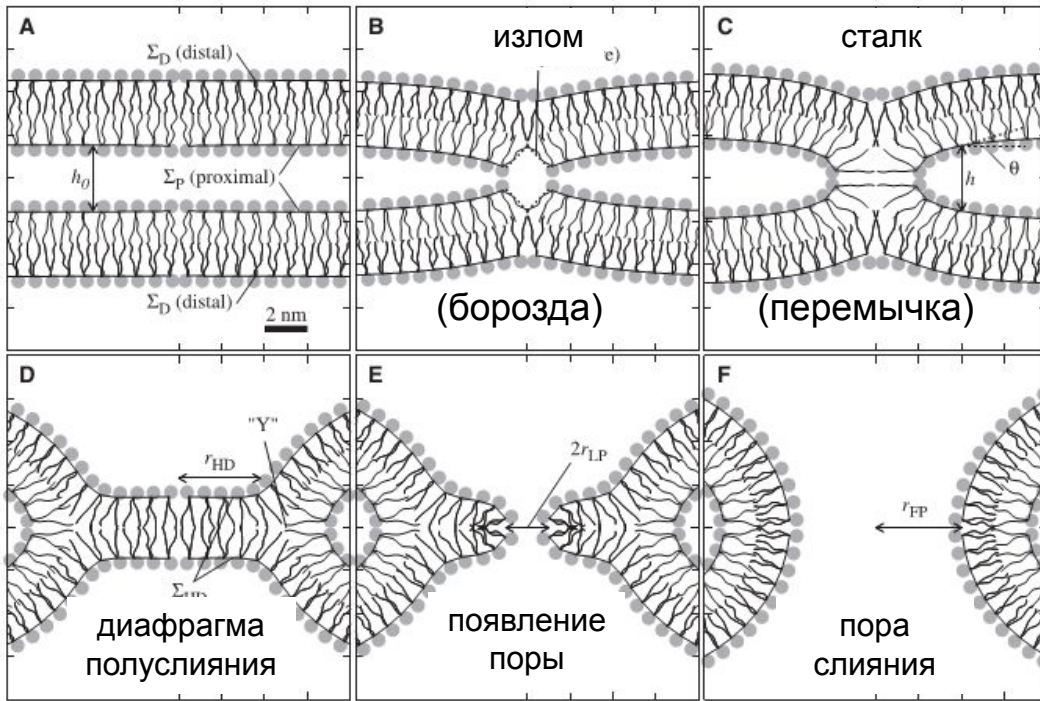 A
Σ_D (distal)
h_0
Σ_P (proximal)
Σ_D (distal)
2 nm
B
излом
e)
(борозда)
C
сталк
h
θ
(перемычка)
D
"Y"
r_HD
диафрагма
полуслияния
E
2r_LP
появление
поры
F
r_FP
пора
слияния